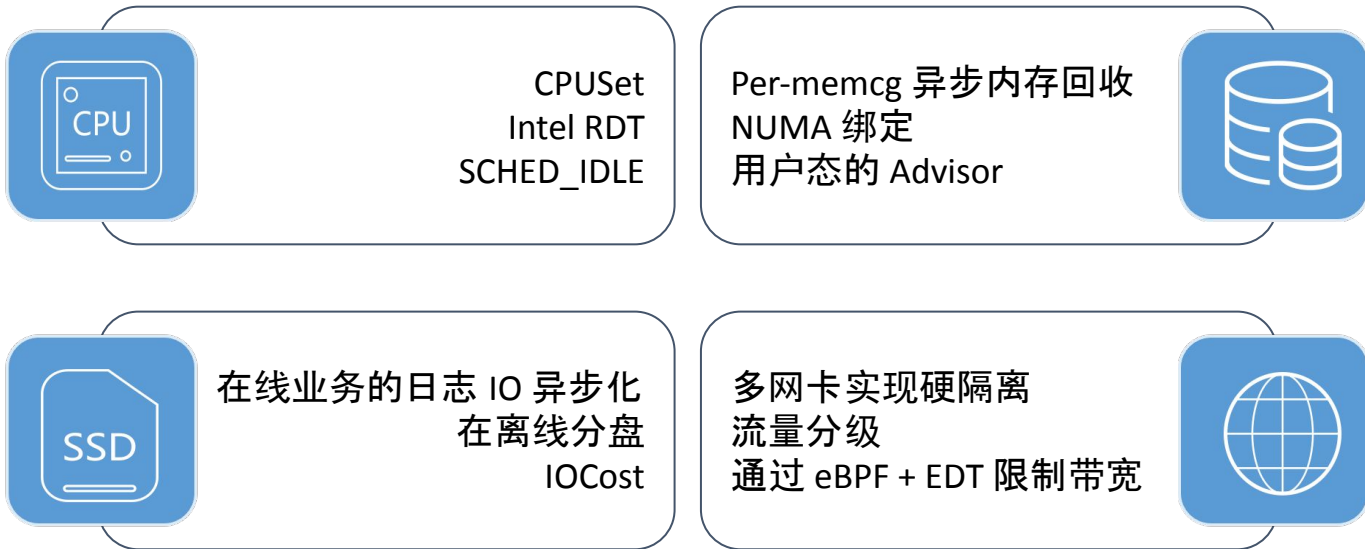 CPU
CPUSet
Intel RDT
SCHED_IDLE
Per-memcg 异步内存回收
NUMA 绑定
用户态的 Advisor
SSD
在线业务的日志 IO 异步化
在离线分盘
IOCost
多网卡实现硬隔离
流量分级
通过 eBPF + EDT 限制带宽